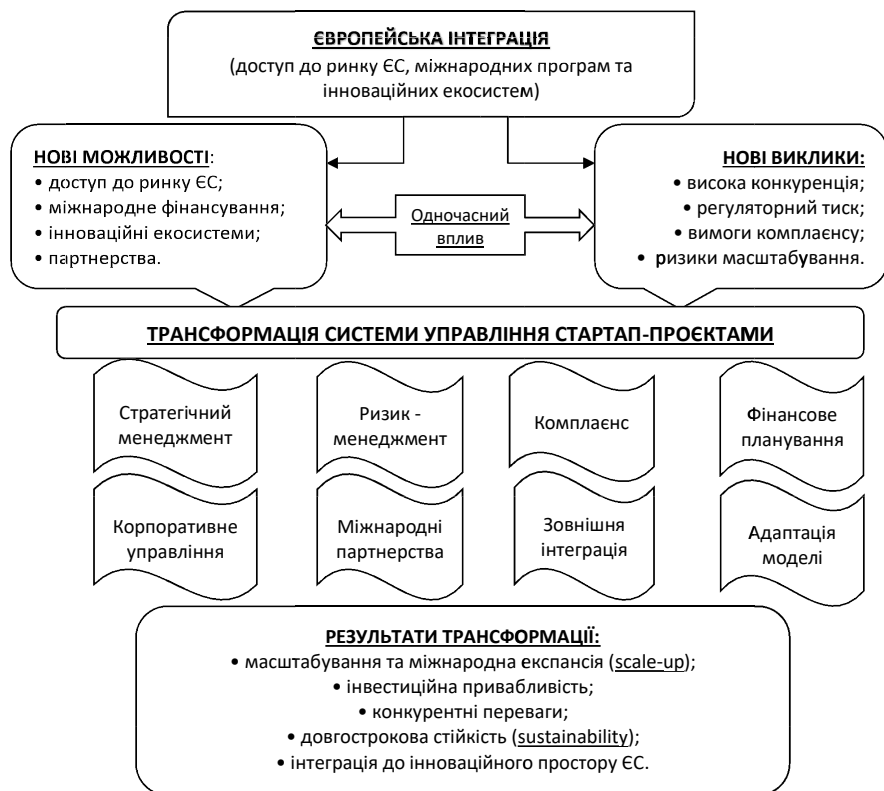 ЄВРОПЕЙСЬКА ІНТЕГРАЦІЯ
(доступ до ринку ЄС, міжнародних програм та
інноваційних екосистем)
НОВІ МОЖЛИВОСТІ:
• доступ до ринку ЄС;
• міжнародне фінансування;
• інноваційні екосистеми;
• партнерства.
Одночасний
вплив
НОВІ ВИКЛИКИ:
• висока конкуренція;
• регуляторний тиск;
• вимоги комплаєнсу;
• ризики масштабування.
ТРАНСФОРМАЦІЯ СИСТЕМИ УПРАВЛІННЯ СТАРТАП-ПРОЄКТАМИ
Стратегічний
менеджмент
Ризик -
менеджмент
Комплаєнс
Фінансове
планування
Корпоративне
управління
Міжнародні
партнерства
Зовнішня
інтеграція
Адаптація
моделі
РЕЗУЛЬТАТИ ТРАНСФОРМАЦІЇ:
• масштабування та міжнародна експансія (scale-up);
• інвестиційна привабливість;
• конкурентні переваги;
• довгострокова стійкість (sustainability);
• інтеграція до інноваційного простору ЄС.